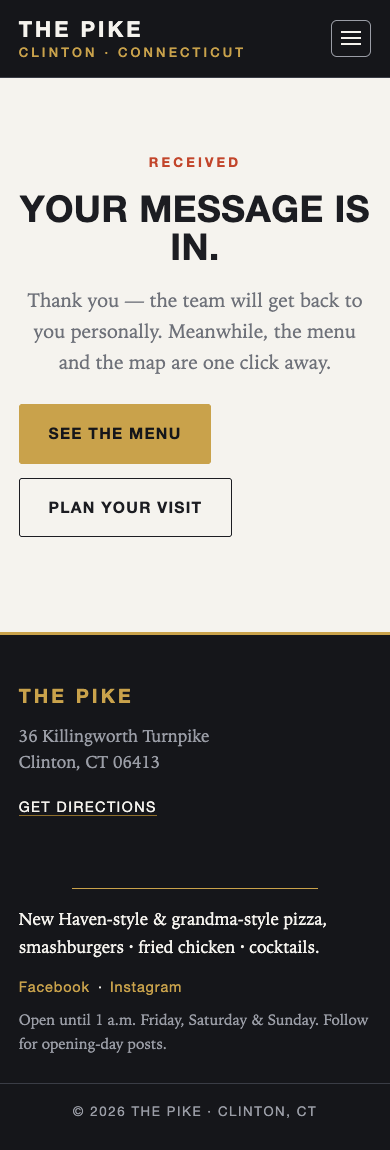 THE PIKE
CLINTON · CONNECTICUT
RECEIVED
YOUR MESSAGE IS
IN.
Thank you — the team will get back to
you personally. Meanwhile, the menu
and the map are one click away.
SEE THE MENU
PLAN YOUR VISIT
THE PIKE
36 Killingworth Turnpike
Clinton, CT 06413
GET DIRECTIONS
New Haven-style & grandma-style pizza,
smashburgers · fried chicken · cocktails.
Facebook · Instagram
Open until 1 a.m. Friday, Saturday & Sunday. Follow
for opening-day posts.
© 2026 THE PIKE · CLINTON, CT